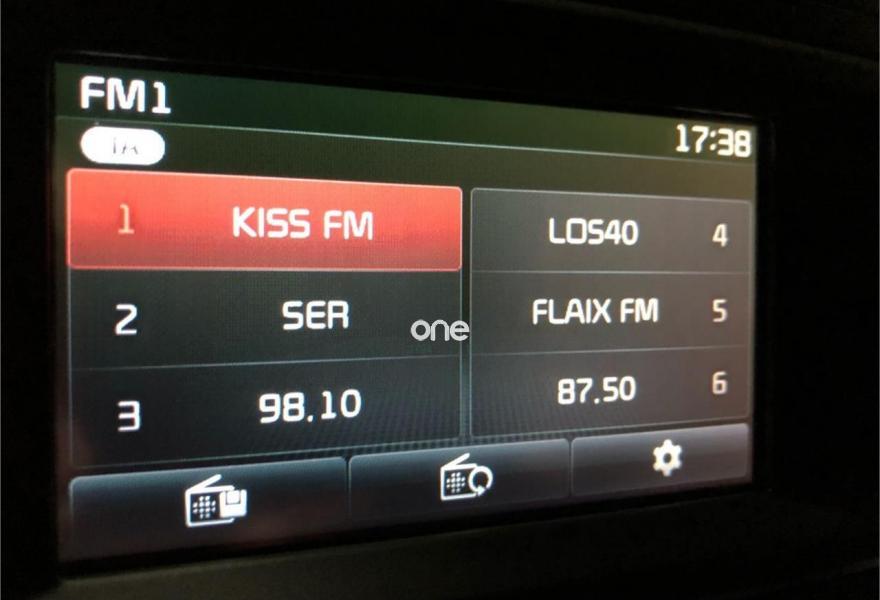 FM1
17:38
TA
1 KISS FM
2 SER
3 98.10
LOS40 4
FLAIX FM 5
87.50 6
one